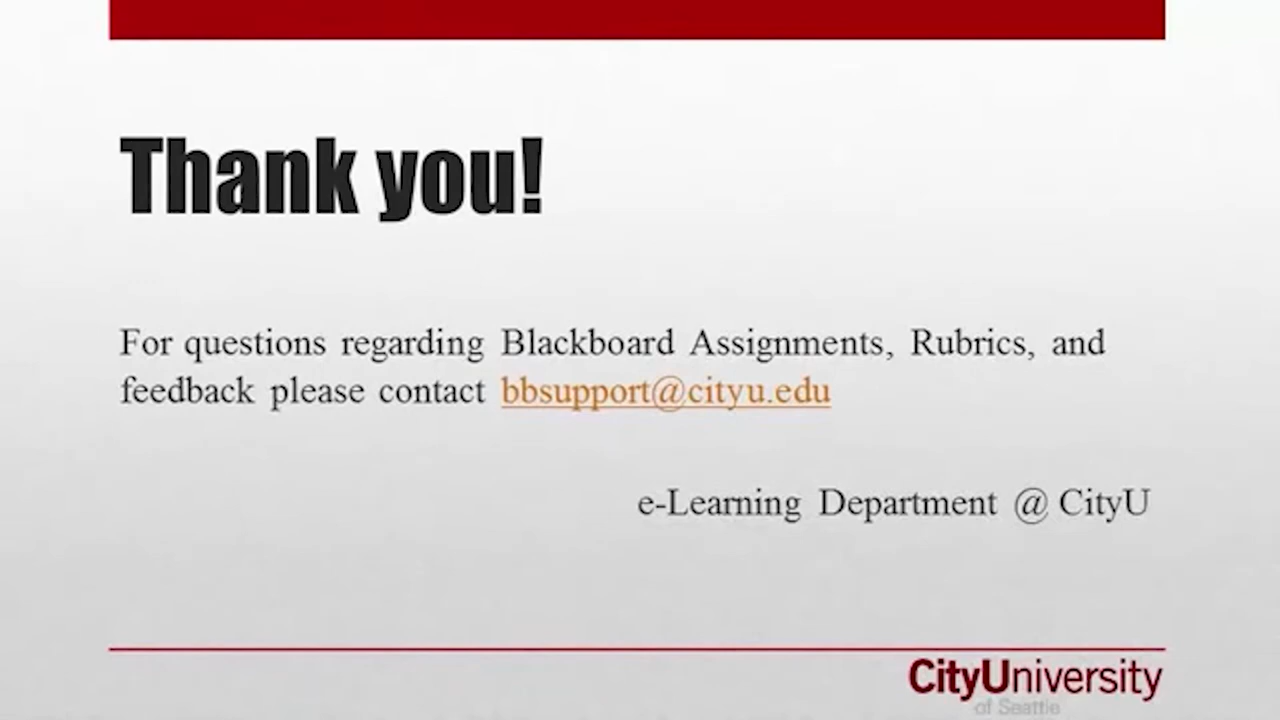 Thank you!
For questions regarding Blackboard Assignments, Rubrics, and
feedback please contact bbsupport@cityu.edu
e-Learning Department @ CityU
CityUniversity
of Seattle